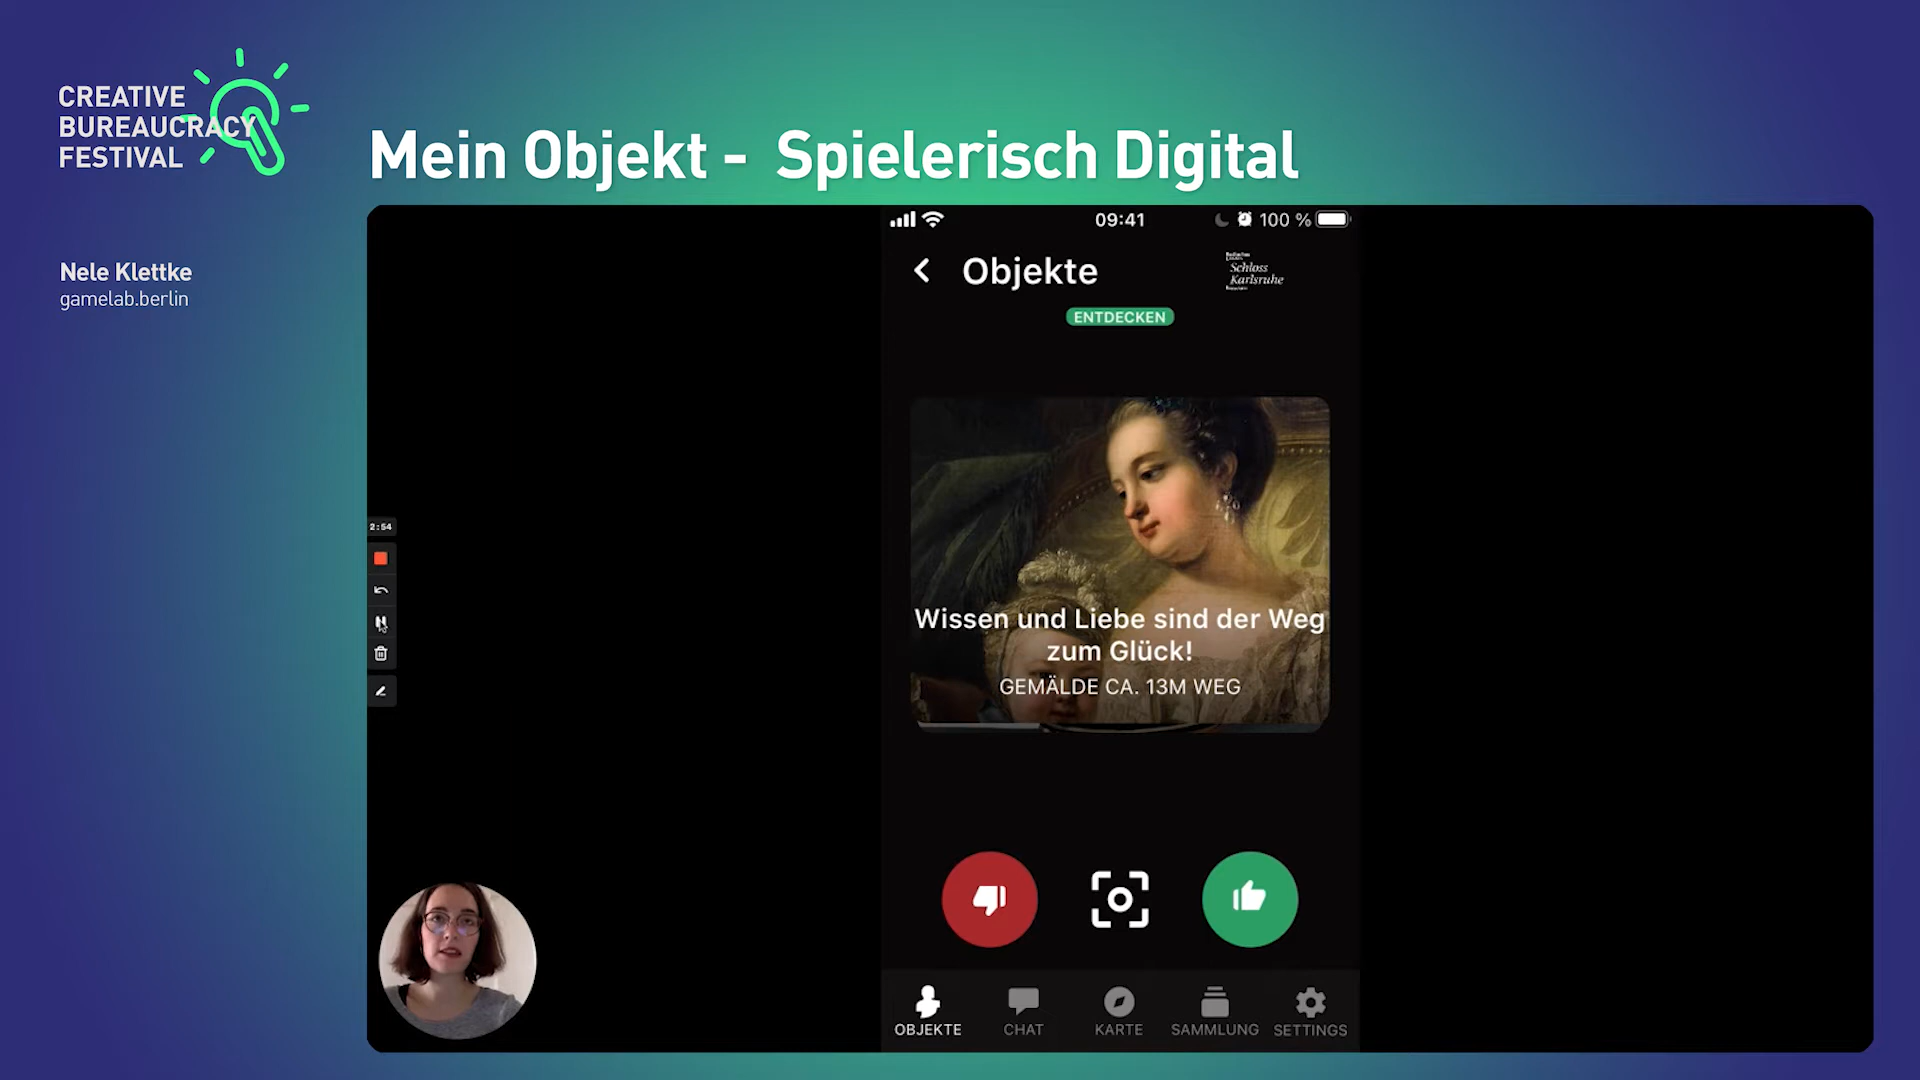 CREATIVE
BUREAUCRACY
FESTIVAL
Mein Objekt - Spielerisch Digital
Nele Klettke
gamelab.berlin
09:41
100 %
Objekte
Schloss
Karlsruhe
ENTDECKEN
2:54
Wissen und Liebe sind der Weg
zum Glück!
GEMÄLDE CA. 13M WEG
OBJEKTE
CHAT
KARTE
SAMMLUNG
SETTINGS